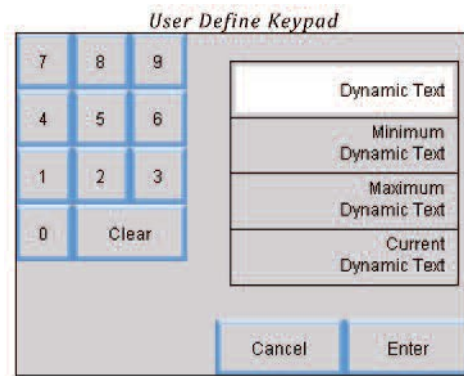 User Define Keypad
7 8 9
Dynamic Text
4 5 6
Minimum
Dynamic Text
1 2 3
Maximum
Dynamic Text
0 Clear
Current
Dynamic Text
Cancel Enter